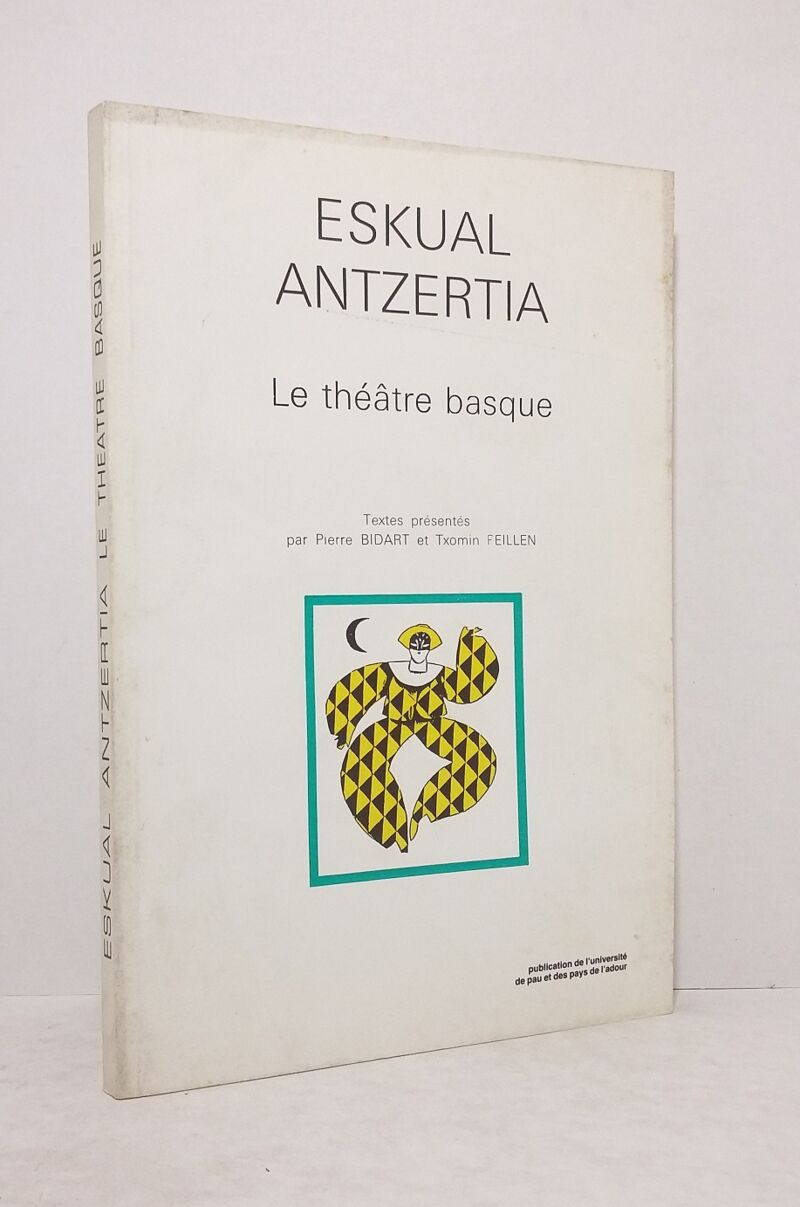 ESKUAL ANTZERTIA LE THEATRE BASQUE
ESKUAL
ANTZERTIA
Le théâtre basque
Textes présentés
par Pierre BIDART et Txomin PEILLEN
publication de l'université
de pau et des pays de l'adour